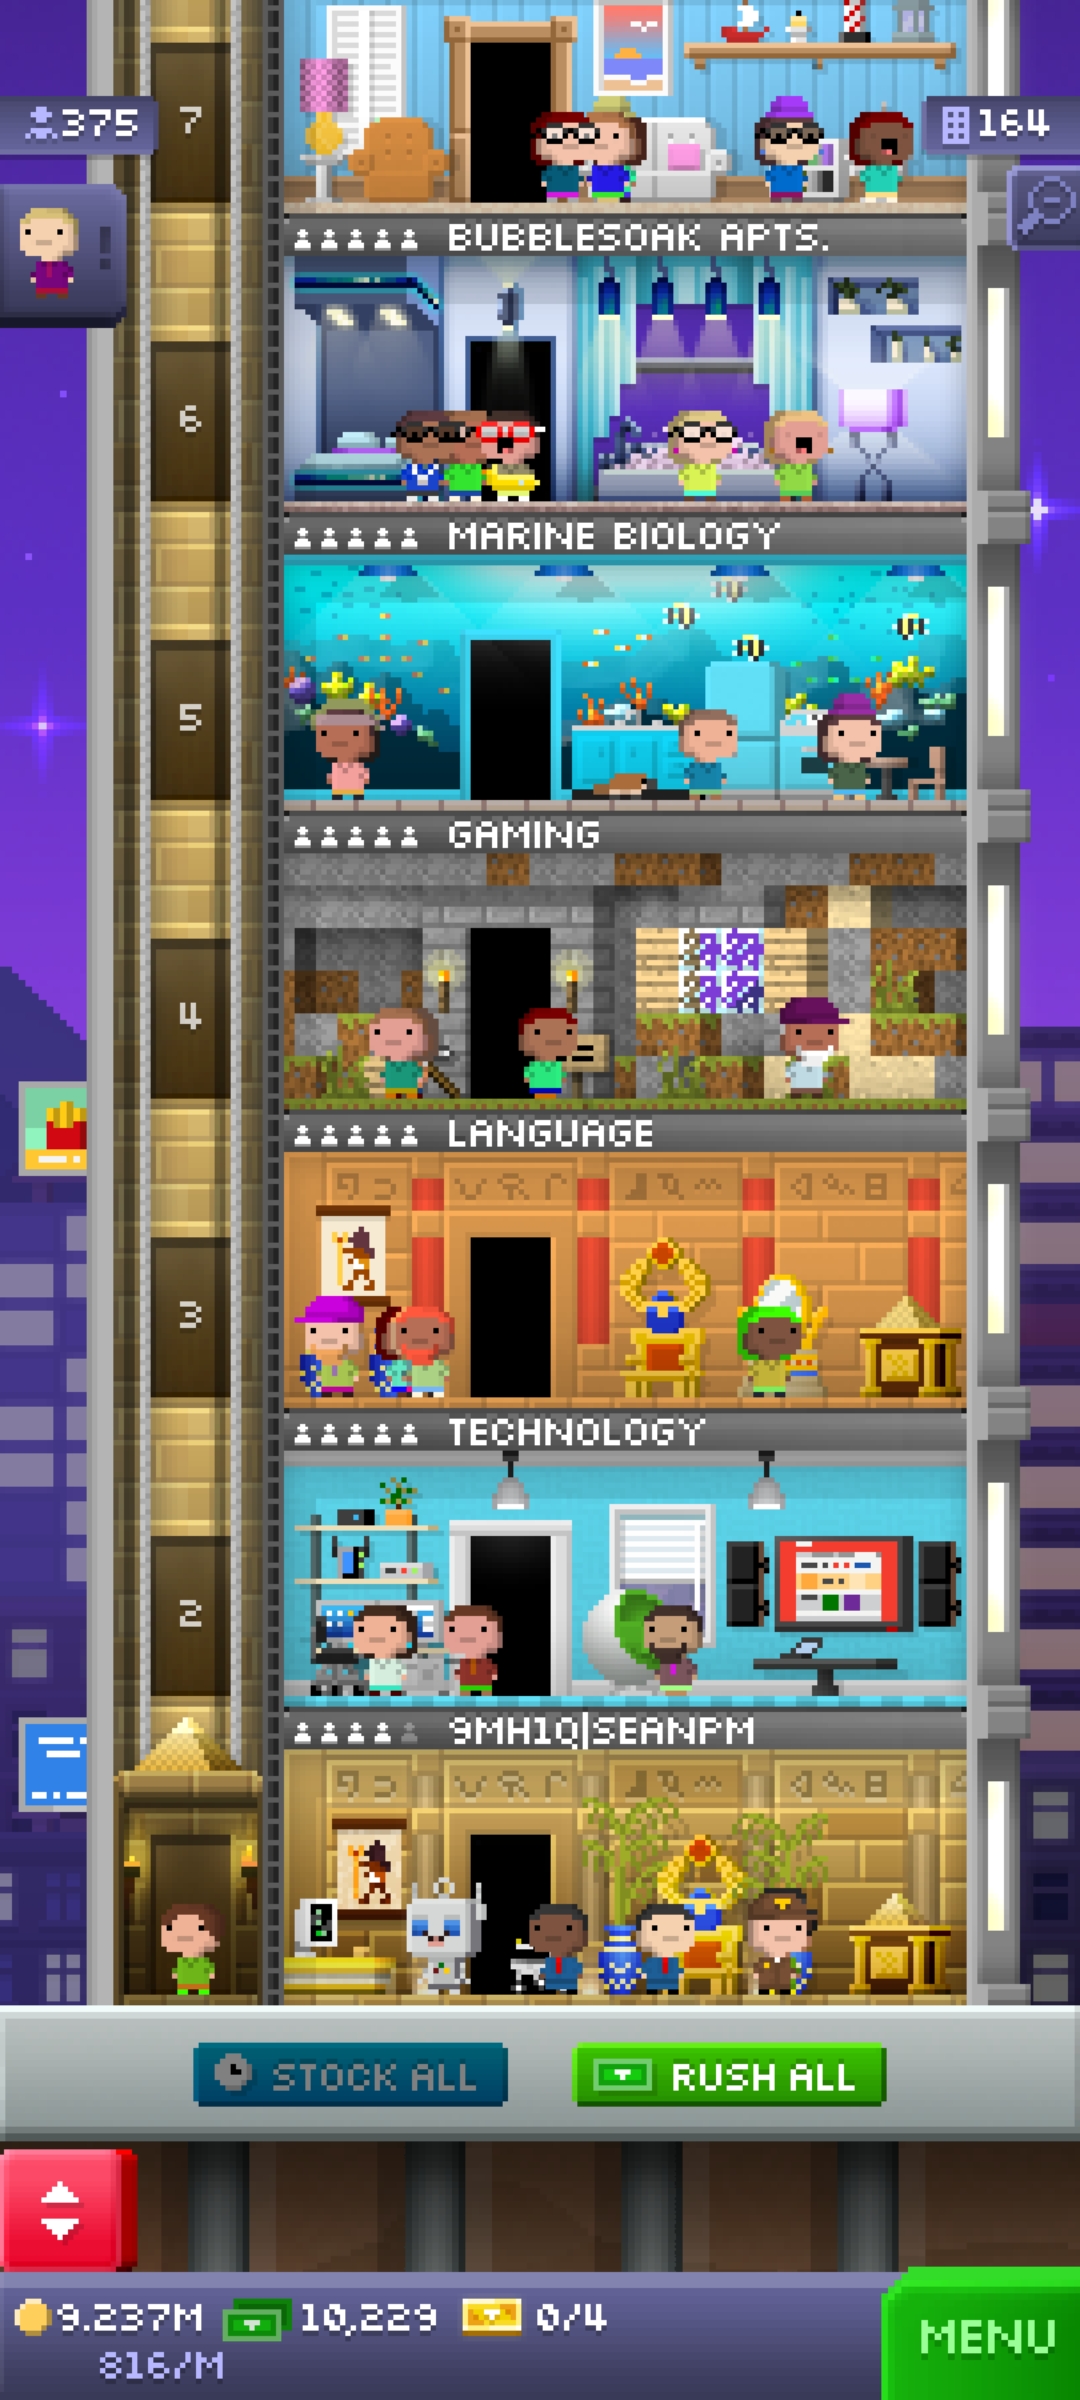 7
375
164
!
BUBBLESOAK APTS.
6
MARINE BIOLOGY
5
GAMING
4
LANGUAGE
3
TECHNOLOGY
2
9MH1Q|SEANPM
STOCK ALL
RUSH ALL
9.237M
10,229
0/4
816/M
MENU